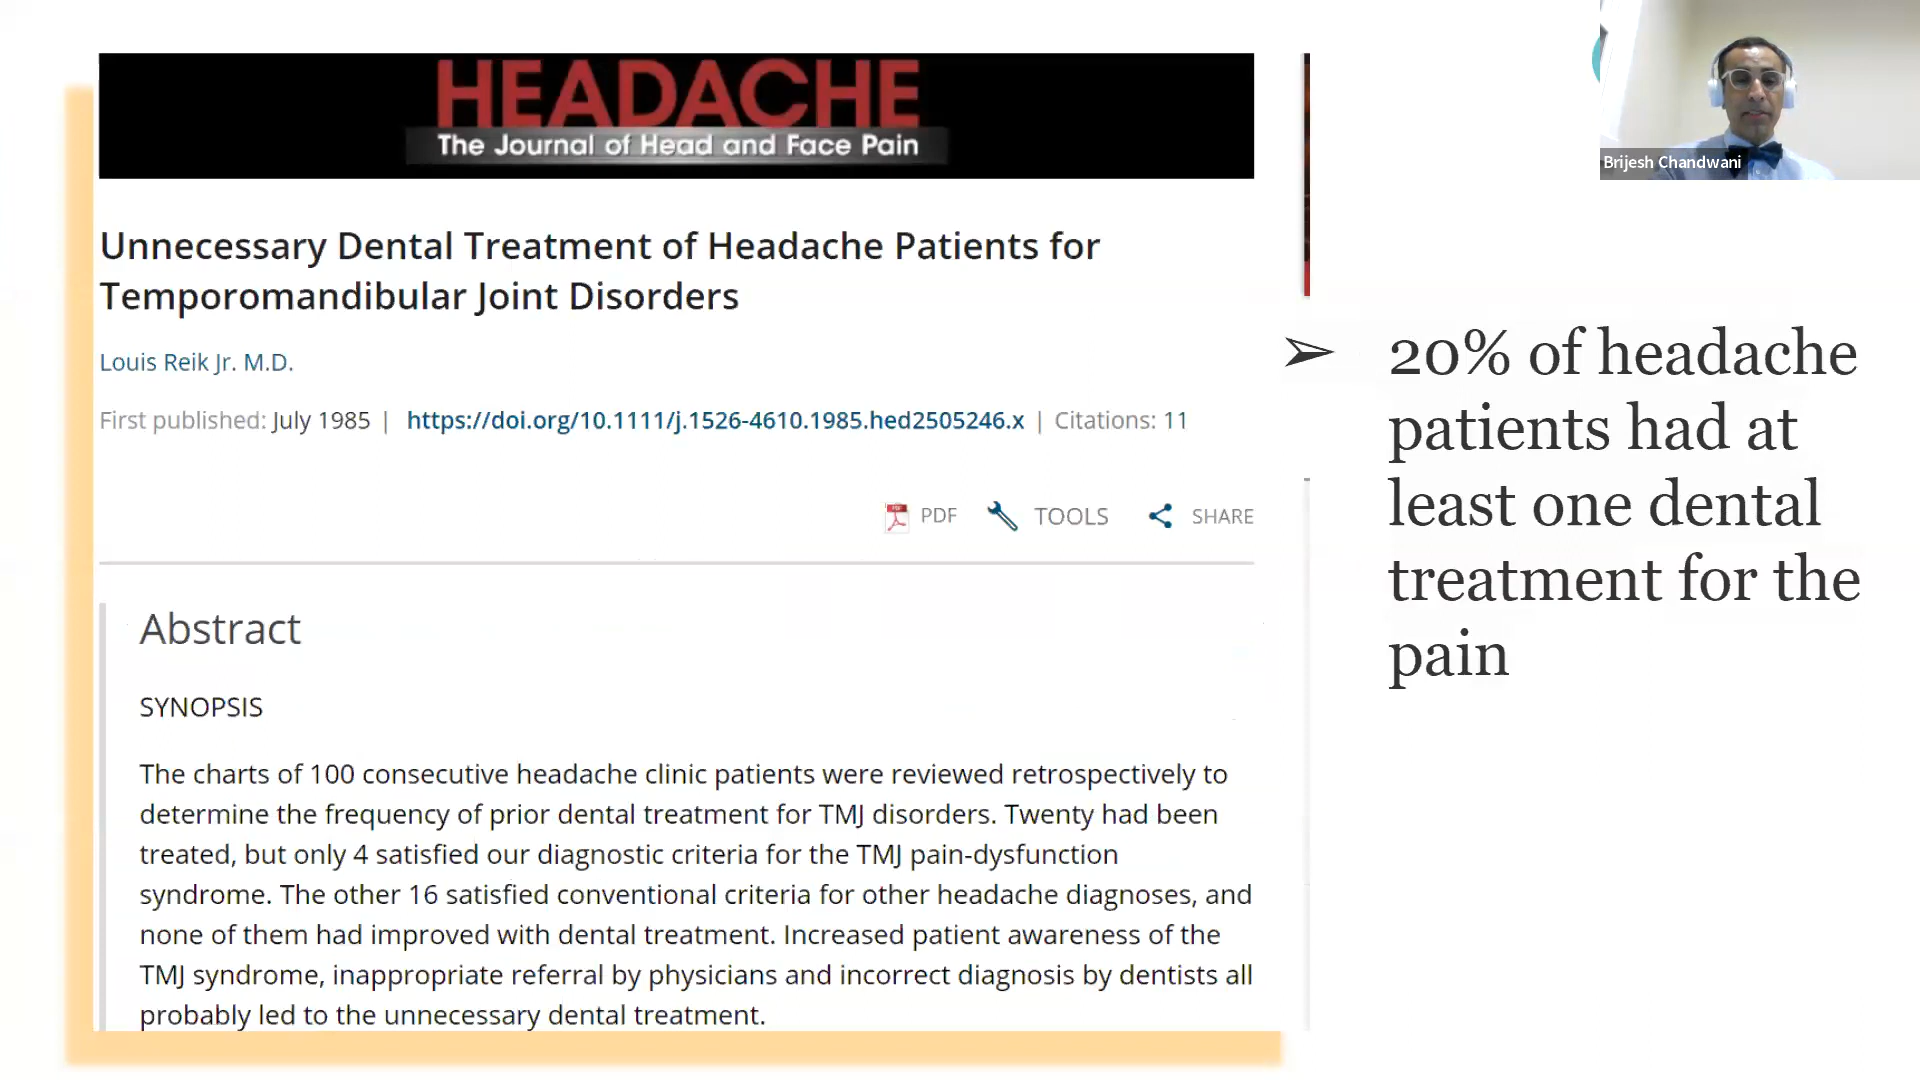 HEADACHE
The Journal of Head and Face Pain
Unnecessary Dental Treatment of Headache Patients for
Temporomandibular Joint Disorders
Louis Reik Jr. M.D.
First published: July 1985 | https://doi.org/10.1111/j.1526-4610.1985.hed2505246.x | Citations: 11
PDF TOOLS SHARE
Abstract
SYNOPSIS
The charts of 100 consecutive headache clinic patients were reviewed retrospectively to
determine the frequency of prior dental treatment for TMJ disorders. Twenty had been
treated, but only 4 satisfied our diagnostic criteria for the TMJ pain-dysfunction
syndrome. The other 16 satisfied conventional criteria for other headache diagnoses, and
none of them had improved with dental treatment. Increased patient awareness of the
TMJ syndrome, inappropriate referral by physicians and incorrect diagnosis by dentists all
probably led to the unnecessary dental treatment.
➢ 20% of headache
patients had at
least one dental
treatment for the
pain
Brijesh Chandwani